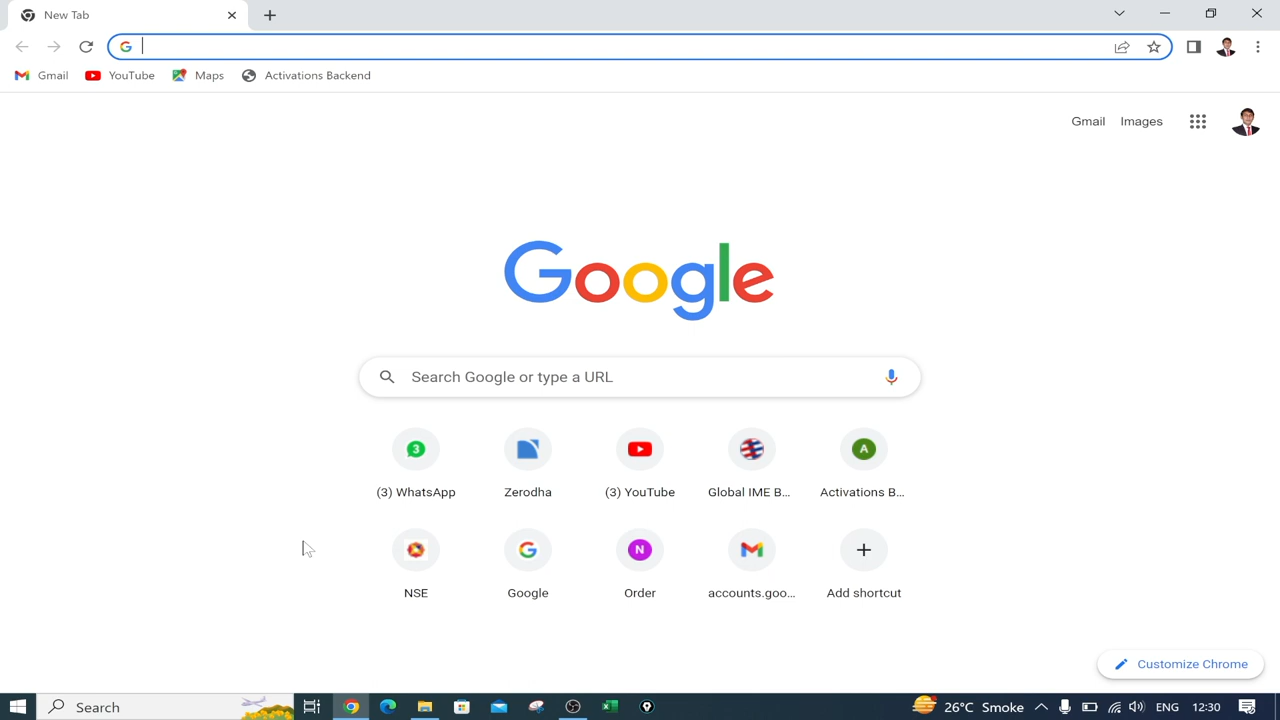 New Tab
Gmail YouTube Maps Activations Backend
Gmail Images
Google
Search Google or type a URL
3
(3) WhatsApp Zerodha (3) YouTube Global IME B... A Activations B...
N
NSE Google Order accounts.goo... Add shortcut
Customize Chrome
Search 26°C Smoke ENG 12:30